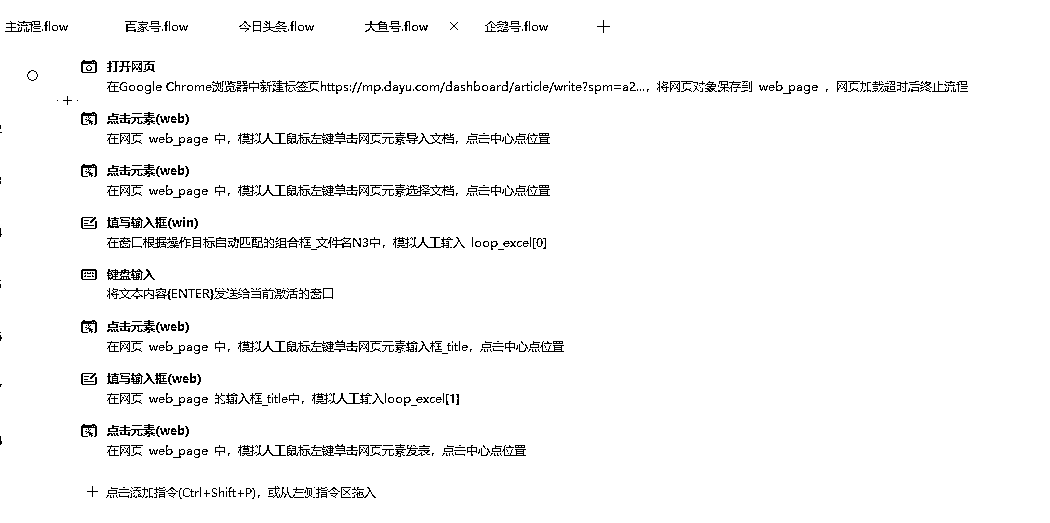 主流程.flow 百家号.flow 今日头条.flow 大鱼号.flow × 企鹅号.flow +
打开网页
在Google Chrome浏览器中新建标签页https://mp.dayu.com/dashboard/article/write?spm=a2...，将网页对象保存到 web_page ，网页加载超时后终止流程
点击元素(web)
在网页 web_page 中，模拟人工鼠标左键单击网页元素导入文档，点击中心点位置
点击元素(web)
在网页 web_page 中，模拟人工鼠标左键单击网页元素选择文档，点击中心点位置
填写输入框(win)
在窗口根据操作目标自动匹配的组合框_文件名N3中，模拟人工输入 loop_excel[0]
键盘输入
将文本内容{ENTER}发送给当前激活的窗口
点击元素(web)
在网页 web_page 中，模拟人工鼠标左键单击网页元素输入框_title，点击中心点位置
填写输入框(web)
在网页 web_page 的输入框_title中，模拟人工输入loop_excel[1]
点击元素(web)
在网页 web_page 中，模拟人工鼠标左键单击网页元素发表，点击中心点位置
+ 点击添加指令(Ctrl+Shift+P)，或从左侧指令区拖入